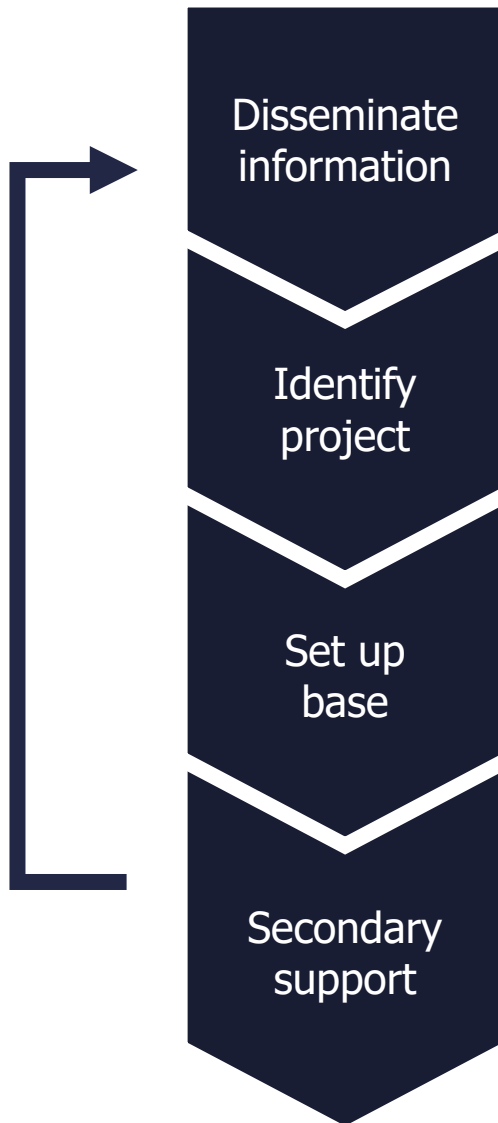 Disseminate
information
Identify
project
Set up
base
Secondary
support